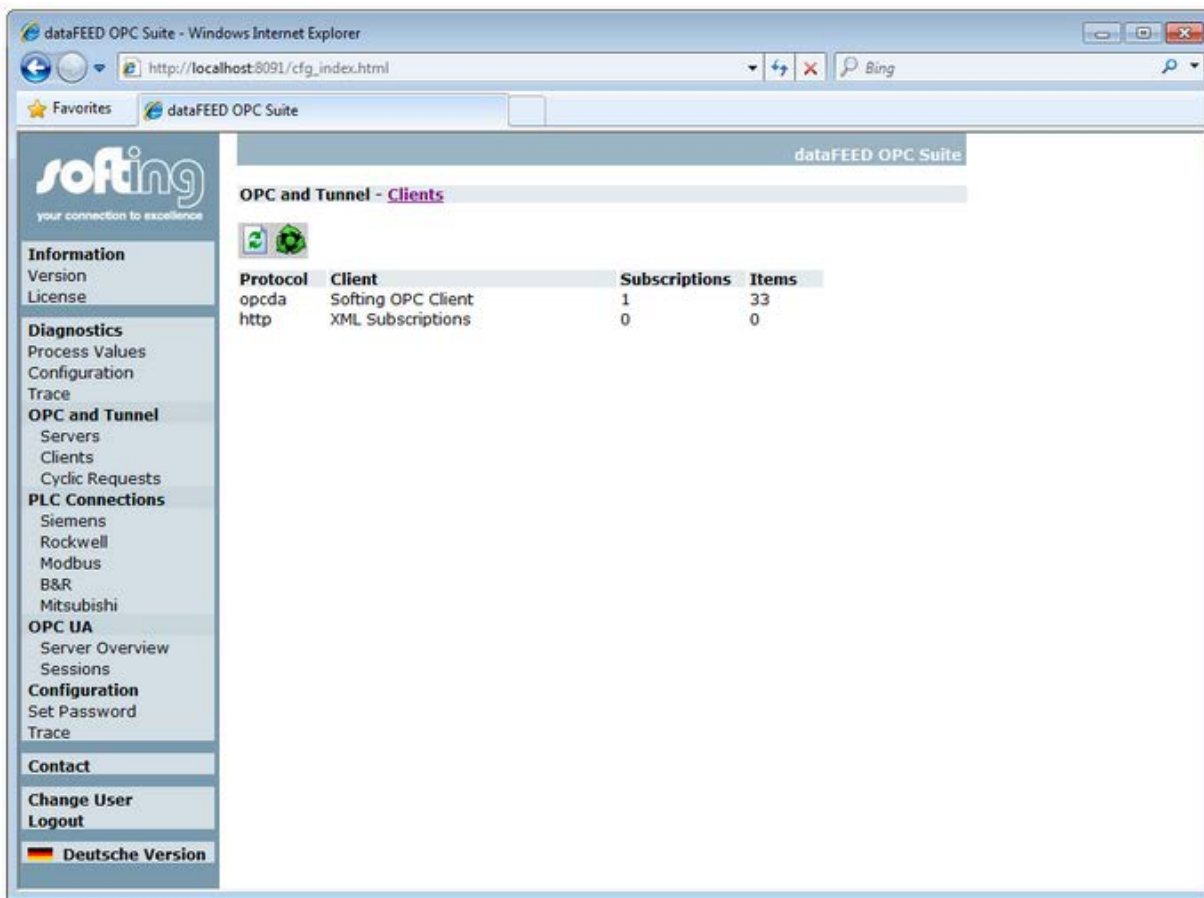 dataFEED OPC Suite - Windows Internet Explorer
http://localhost:8091/cfg_index.html
Bing
Favorites
dataFEED OPC Suite
softing
your connection to excellence
Information
Version
License
Diagnostics
Process Values
Configuration
Trace
OPC and Tunnel
Servers
Clients
Cyclic Requests
PLC Connections
Siemens
Rockwell
Modbus
B&R
Mitsubishi
OPC UA
Server Overview
Sessions
Configuration
Set Password
Trace
Contact
Change User
Logout
Deutsche Version
dataFEED OPC Suite
OPC and Tunnel - Clients
Protocol Client Subscriptions Items
opcda Softing OPC Client 1 33
http XML Subscriptions 0 0